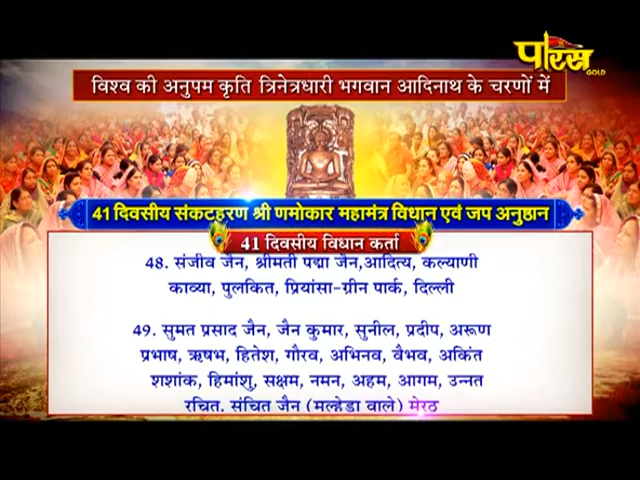 पारस
GOLD
विश्व की अनुपम कृति त्रिनेत्रधारी भगवान आदिनाथ के चरणों में
41 दिवसीय संकटहरण श्री णमोकार महामंत्र विधान एवं जप अनुष्ठान
41 दिवसीय विधान कर्ता
48. संजीव जैन, श्रीमती पद्मा जैन,आदित्य, कल्याणी
काव्या, पुलकित, प्रियांसा-ग्रीन पार्क, दिल्ली
49. सुमत प्रसाद जैन, जैन कुमार, सुनील, प्रदीप, अरूण
प्रभाष, ऋषभ, हितेश, गौरव, अभिनव, वैभव, अकिंत
शशांक, हिमांशु, सक्षम, नमन, अहम, आगम, उन्नत
रचित, संचित जैन (मल्हेडा वाले) मेरठ